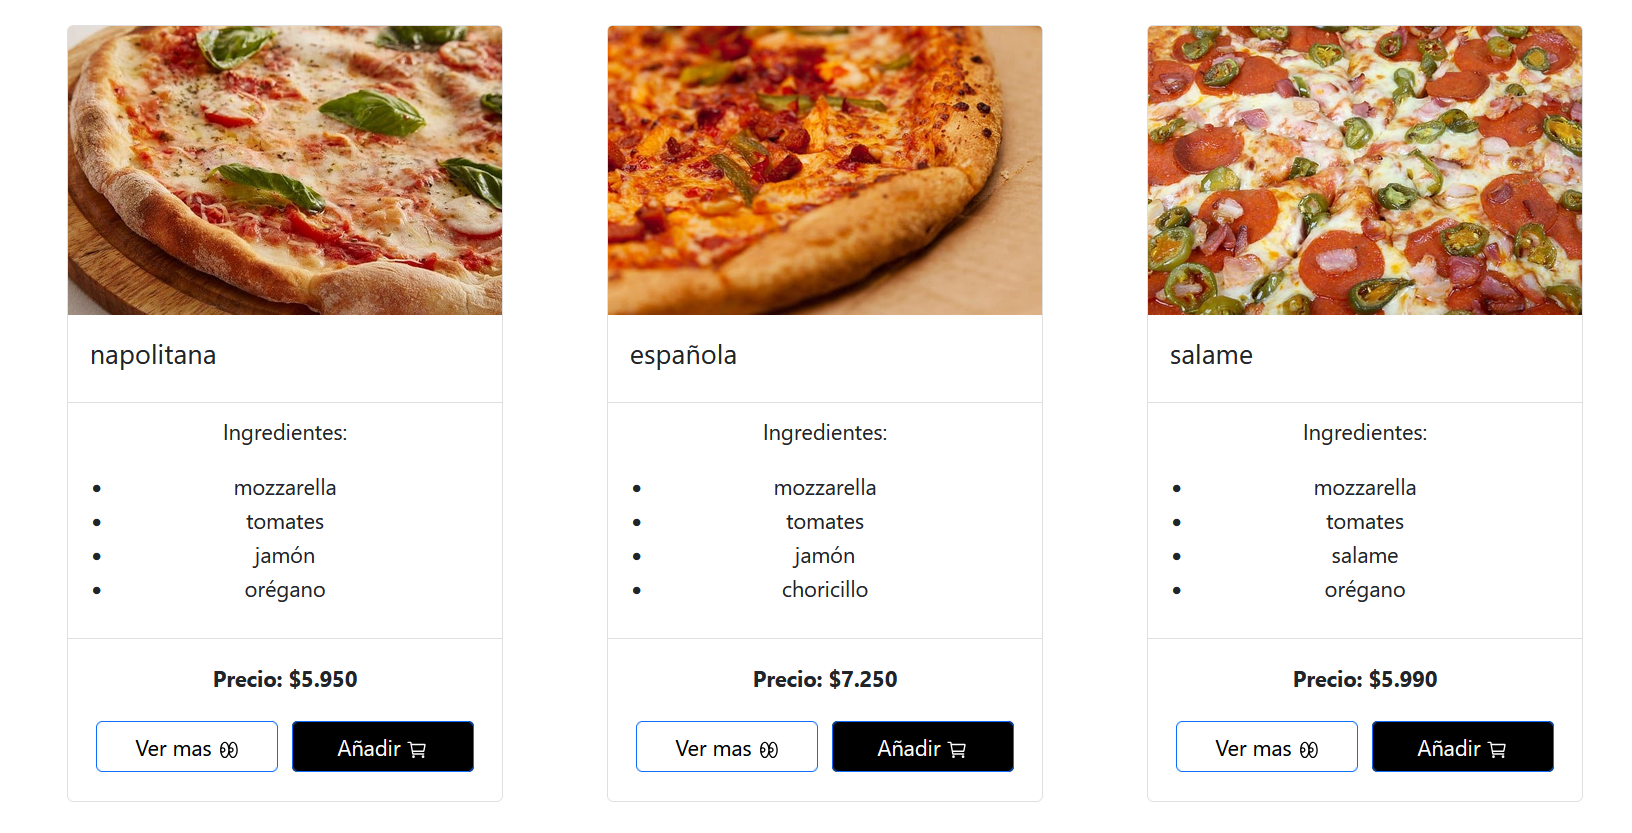 napolitana
Ingredientes:
mozzarella
tomates
jamón
orégano
Precio: $5.950
Ver mas
Añadir
española
Ingredientes:
mozzarella
tomates
jamón
choricillo
Precio: $7.250
Ver mas
Añadir
salame
Ingredientes:
mozzarella
tomates
salame
orégano
Precio: $5.990
Ver mas
Añadir